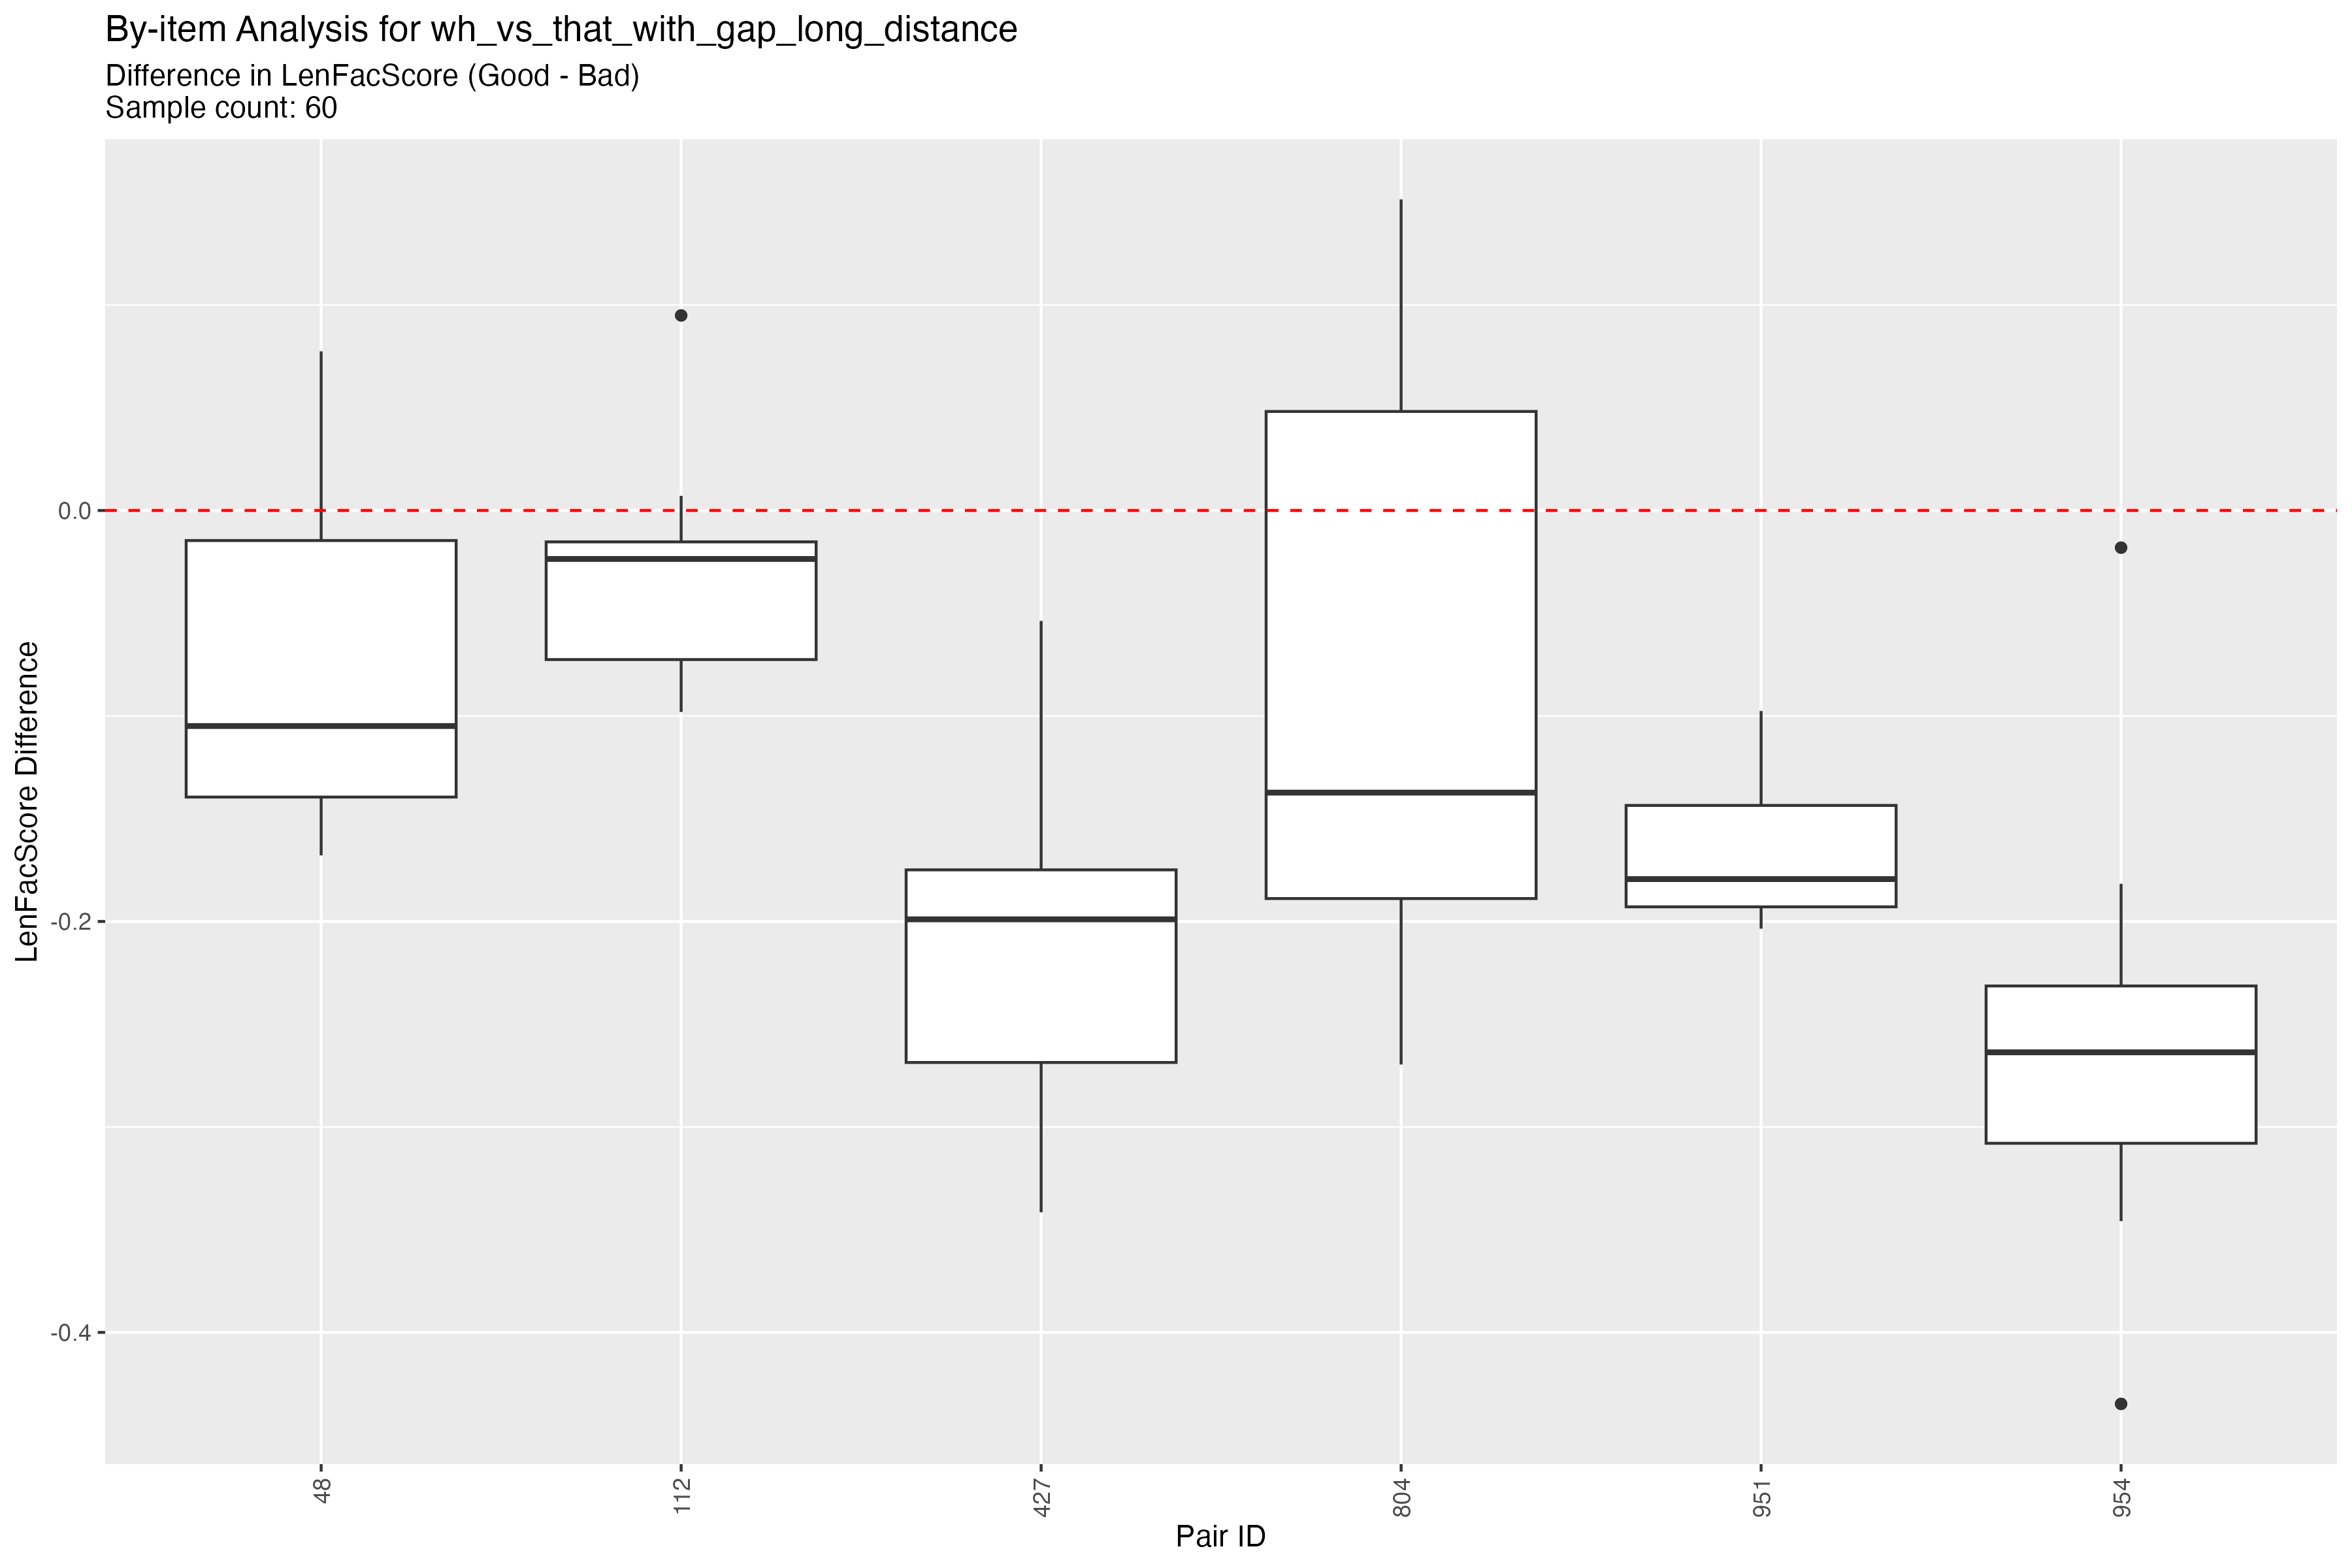 By-item Analysis for wh_vs_that_with_gap_long_distance
Difference in LenFacScore (Good - Bad)
Sample count: 60
LenFacScore Difference
0.0
-0.2
-0.4
48
112
427
804
951
954
Pair ID